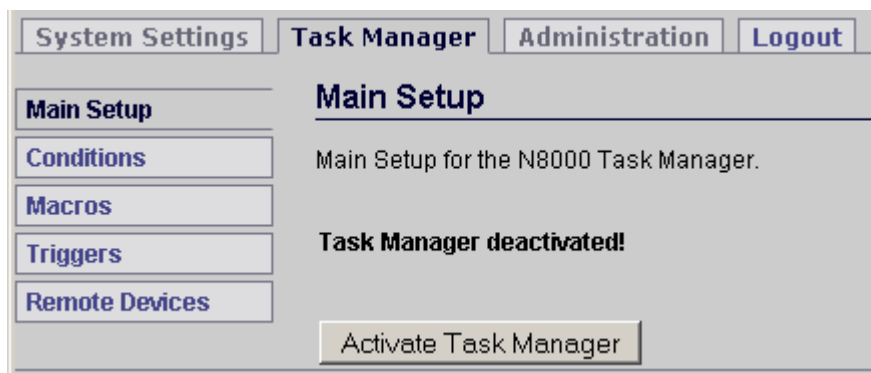 System Settings Task Manager Administration Logout
Main Setup
Conditions
Macros
Triggers
Remote Devices
Main Setup
Main Setup for the N8000 Task Manager.
Task Manager deactivated!
Activate Task Manager